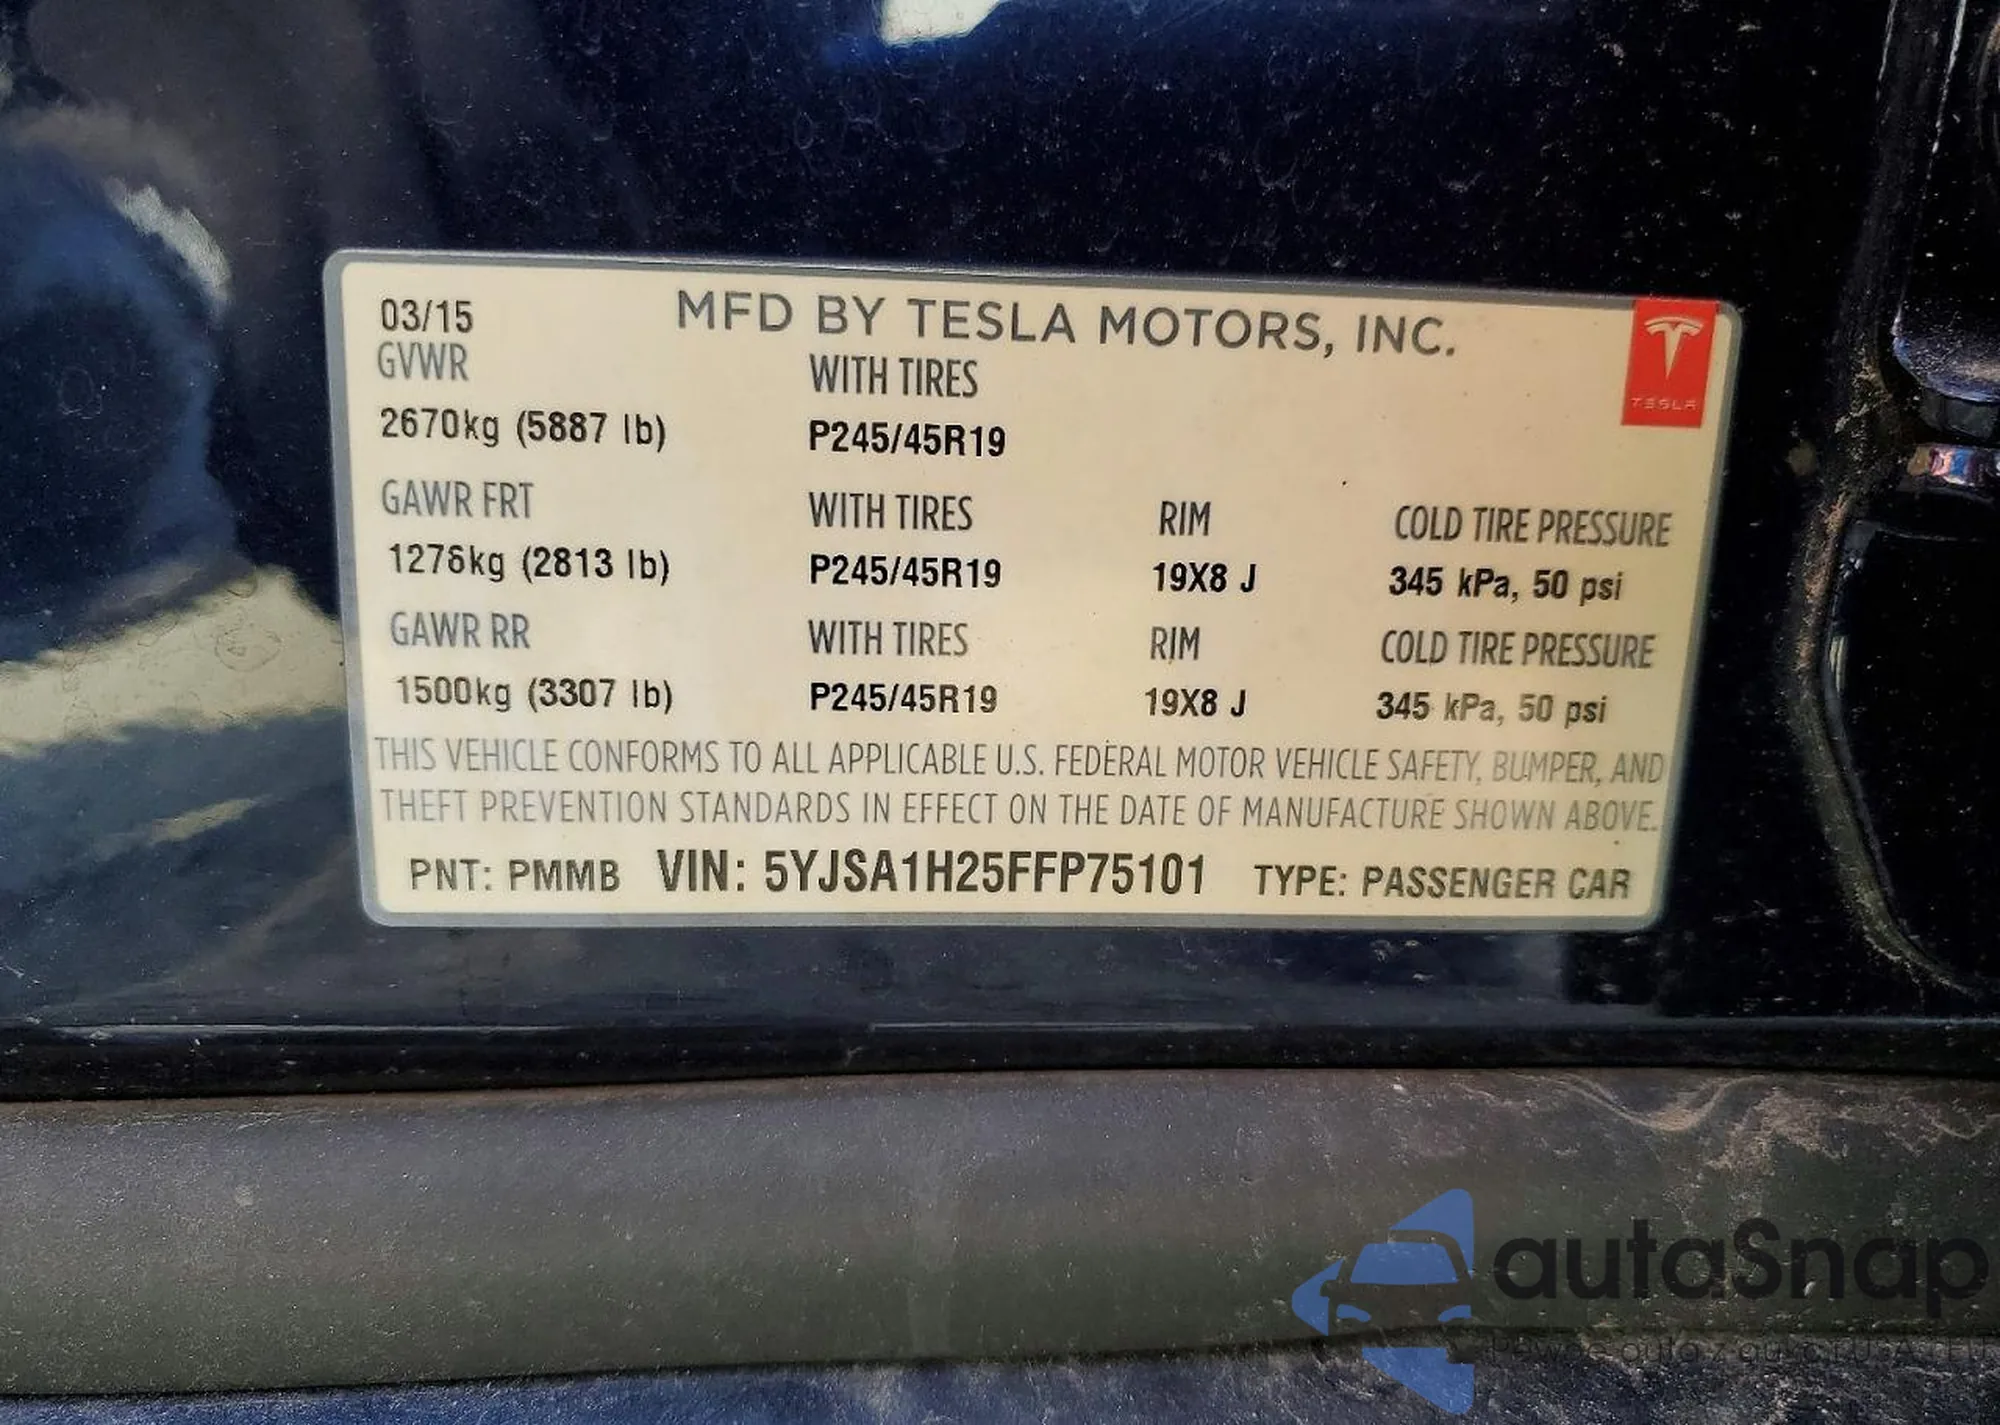 03/15 MFD BY TESLA MOTORS, INC.
GVWR WITH TIRES
TESLA
2670kg (5887 lb) P245/45R19
GAWR FRT WITH TIRES RIM COLD TIRE PRESSURE
1276kg (2813 lb) P245/45R19 19X8 J 345 kPa, 50 psi
GAWR RR WITH TIRES RIM COLD TIRE PRESSURE
1500kg (3307 lb) P245/45R19 19X8 J 345 kPa, 50 psi
THIS VEHICLE CONFORMS TO ALL APPLICABLE U.S. FEDERAL MOTOR VEHICLE SAFETY, BUMPER, AND
THEFT PREVENTION STANDARDS IN EFFECT ON THE DATE OF MANUFACTURE SHOWN ABOVE.
PNT: PMMB VIN: 5YJSA1H25FFP75101 TYPE: PASSENGER CAR
autaSnap
Pewne auta z